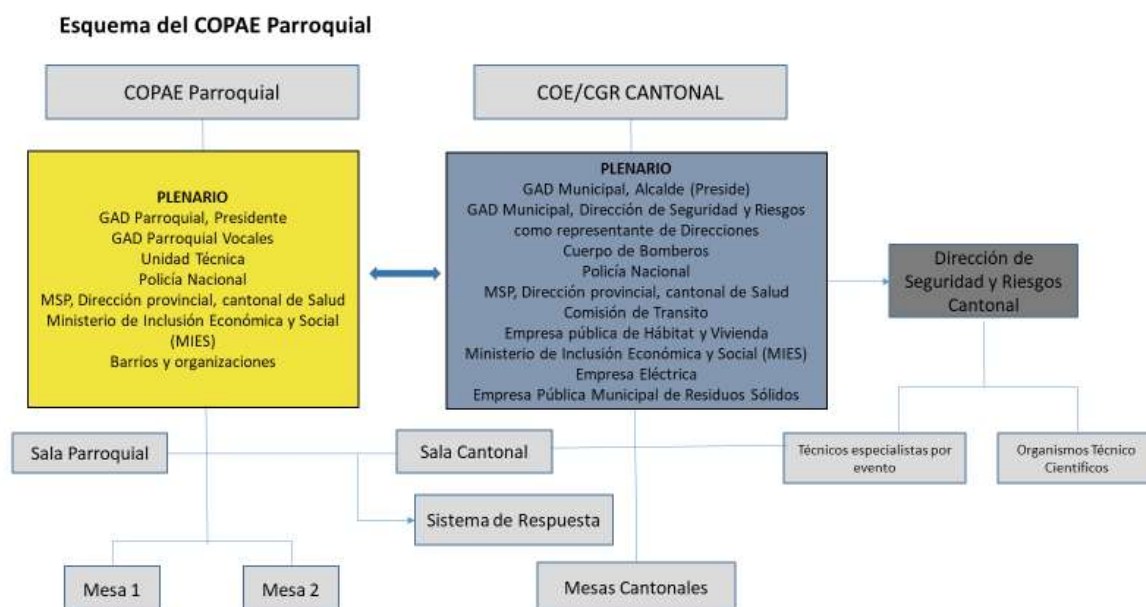 Esquema del COPAE Parroquial
COPAE Parroquial
COE/CGR CANTONAL
PLENARIO
GAD Parroquial, Presidente
GAD Parroquial Vocales
Unidad Técnica
Policía Nacional
MSP, Dirección provincial, cantonal de Salud
Ministerio de Inclusión Económica y Social
(MIES)
Barrios y organizaciones
PLENARIO
GAD Municipal, Alcalde (Preside)
GAD Municipal, Dirección de Seguridad y Riesgos
como representante de Direcciones
Cuerpo de Bomberos
Policía Nacional
MSP, Dirección provincial, cantonal de Salud
Comisión de Transito
Empresa pública de Hábitat y Vivienda
Ministerio de Inclusión Económica y Social (MIES)
Empresa Eléctrica
Empresa Pública Municipal de Residuos Sólidos
Dirección de
Seguridad y Riesgos
Cantonal
Sala Parroquial
Sala Cantonal
Técnicos especialistas por
evento
Organismos Técnico
Científicos
Sistema de Respuesta
Mesa 1
Mesa 2
Mesas Cantonales